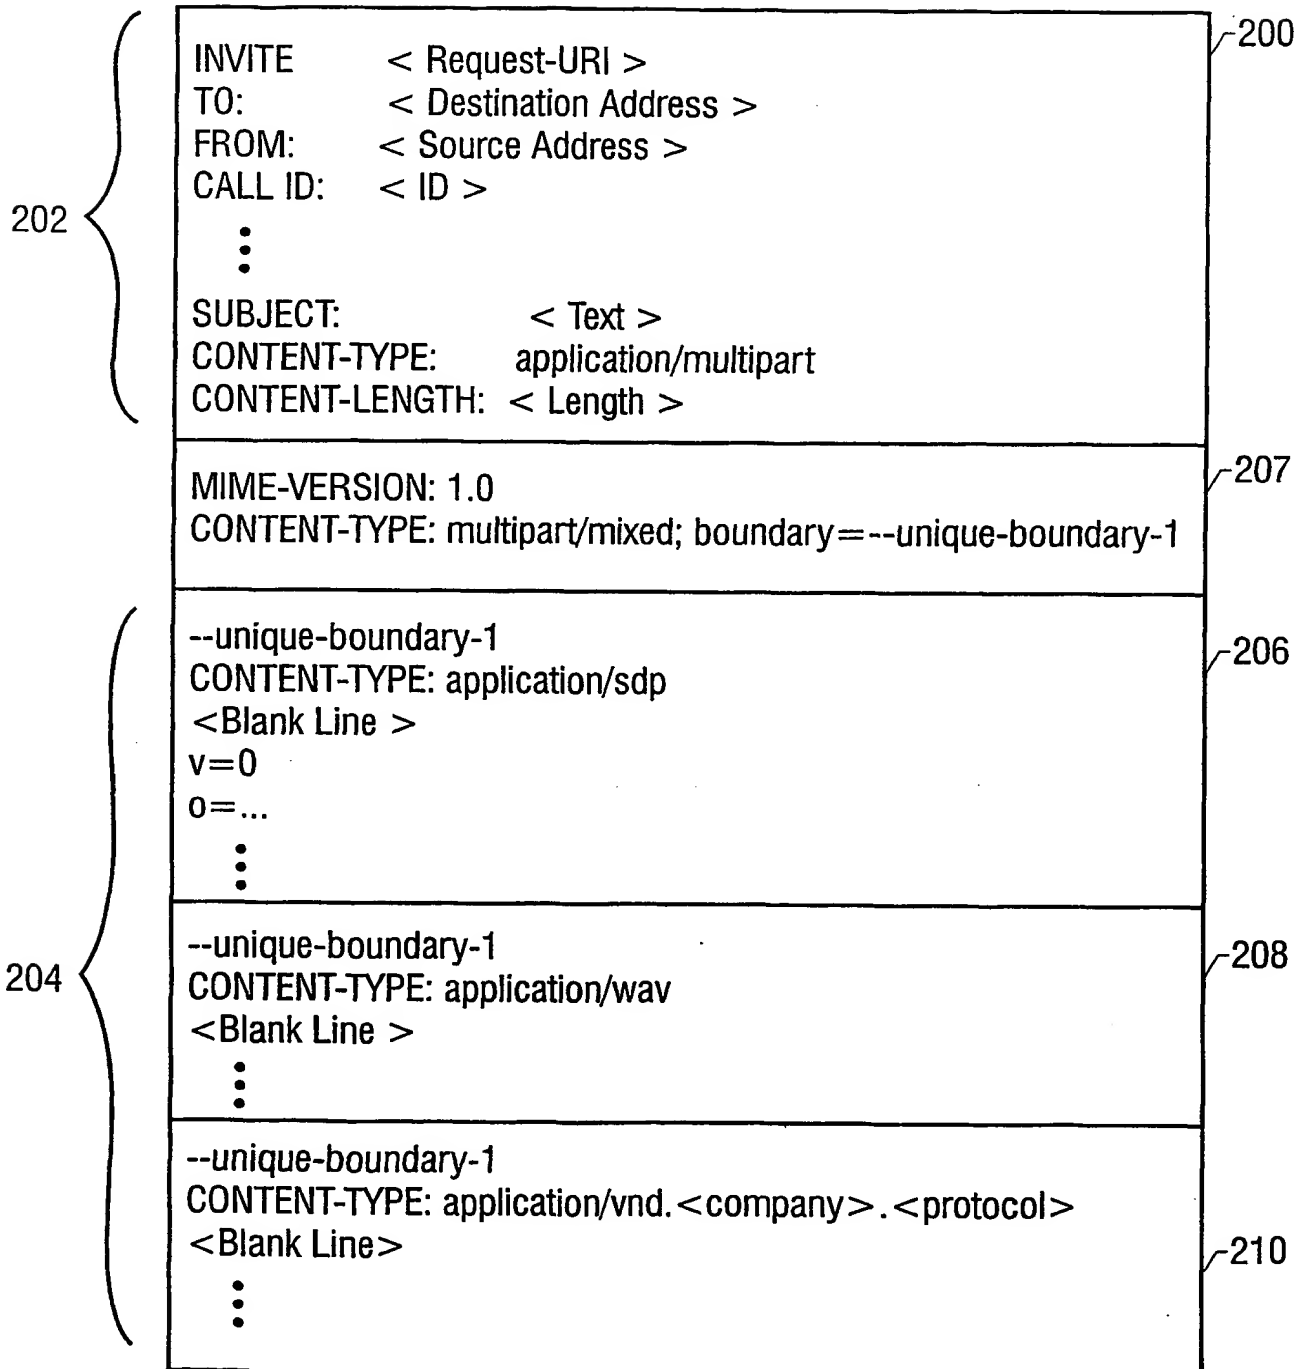 200
INVITE < Request-URI >
TO: < Destination Address >
FROM: < Source Address >
CALL ID: < ID >
202
SUBJECT: < Text >
CONTENT-TYPE: application/multipart
CONTENT-LENGTH: < Length >
207
MIME-VERSION: 1.0
CONTENT-TYPE: multipart/mixed; boundary=--unique-boundary-1
--unique-boundary-1
206
CONTENT-TYPE: application/sdp
<Blank Line >
v=0
o=...
--unique-boundary-1
208
204
CONTENT-TYPE: application/wav
<Blank Line >
--unique-boundary-1
CONTENT-TYPE: application/vnd.<company>.<protocol>
<Blank Line>
210